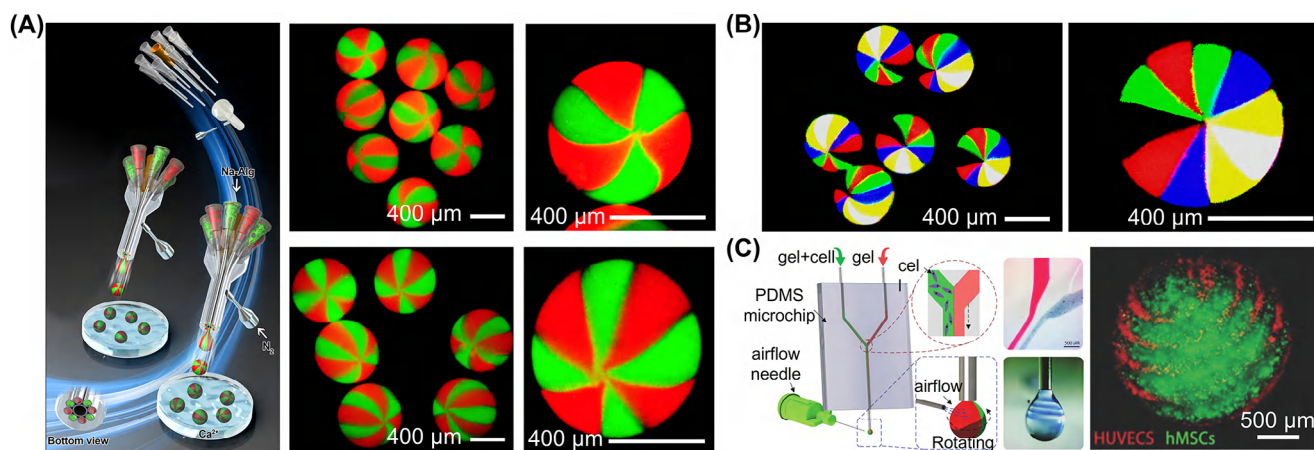 (A)
Na-Alg
N₂
Bottom view
Ca²⁺
400 μm
400 μm
400 μm
400 μm
(B)
400 μm
400 μm
(C)
gel+cell
gel
cel
PDMS
microchip
airflow
needle
airflow
Rotating
500 μm
HUVECS
hMSCs
500 μm